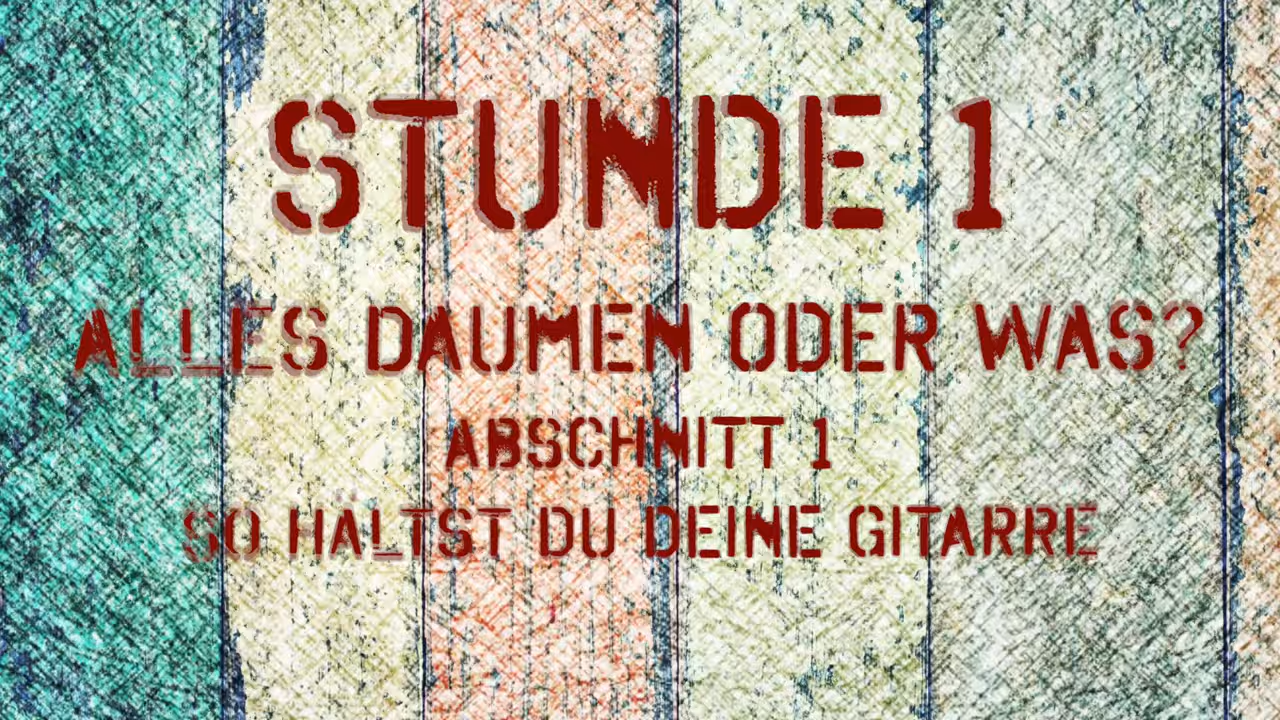 STUNDE 1
ALLES DAUMEN ODER WAS?
ABSCHNITT 1
SO HÄLTST DU DEINE GITARRE